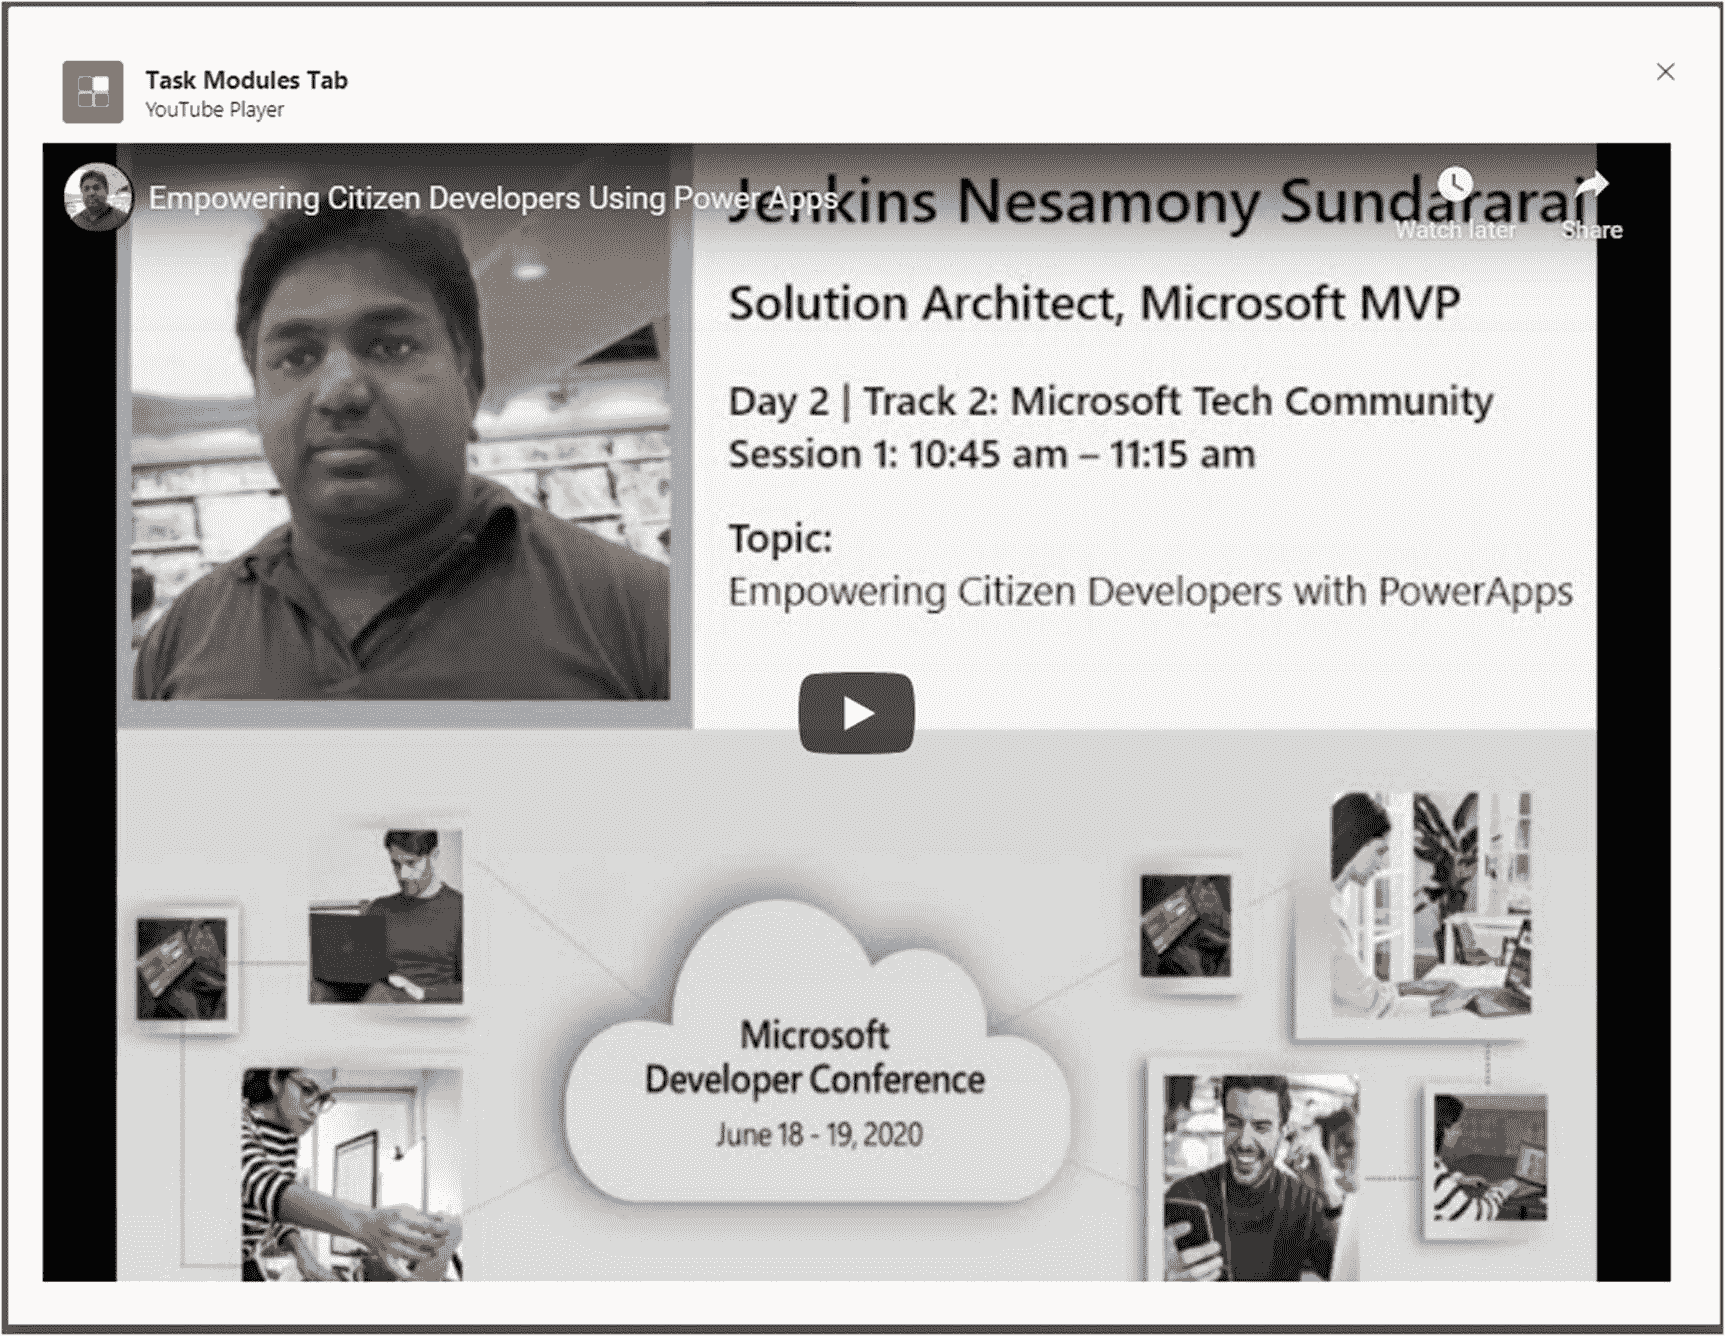 Task Modules Tab
YouTube Player
Empowering Citizen Developers Using Power Apps
Jenkins Nesamony Sundararaj
Watch later
Share
Solution Architect, Microsoft MVP
Day 2 | Track 2: Microsoft Tech Community
Session 1: 10:45 am – 11:15 am
Topic:
Empowering Citizen Developers with PowerApps
Microsoft
Developer Conference
June 18 - 19, 2020